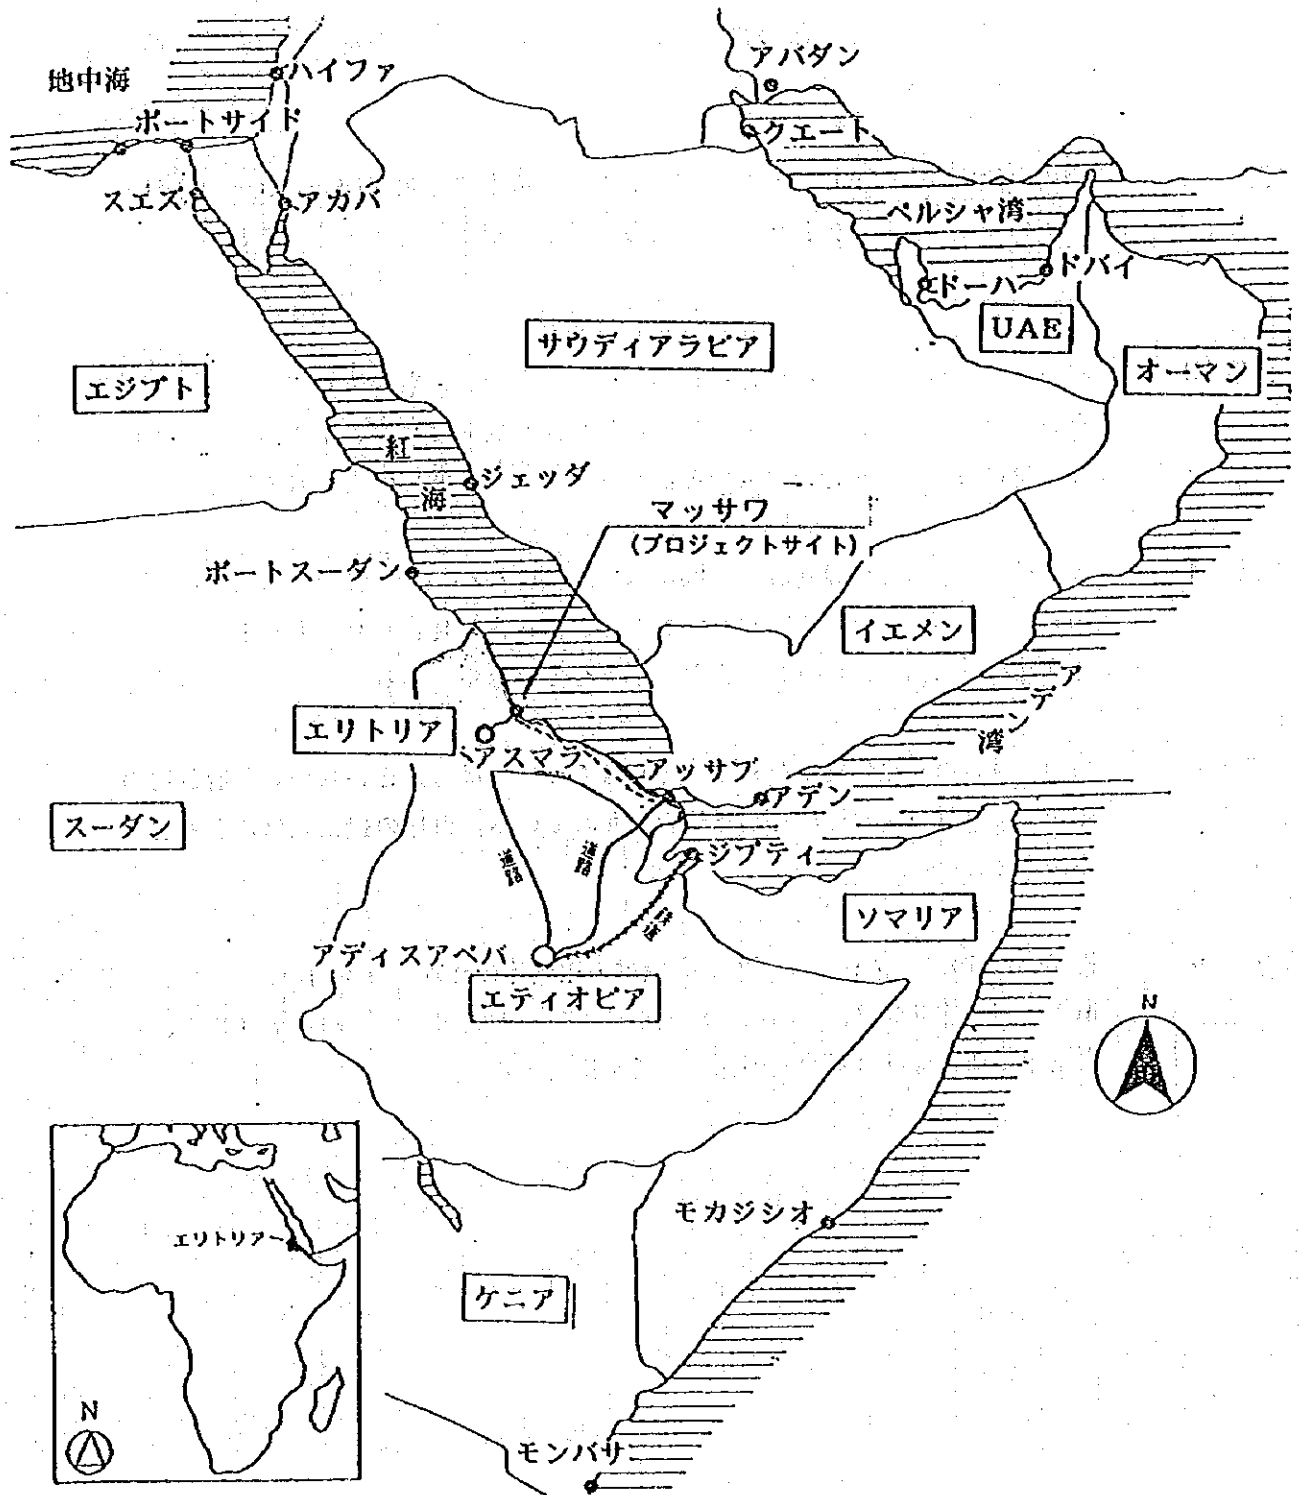 地中海
ハイファ
ポートサイド
スエズ
アカバ
アバダン
クエート
ペルシャ湾
ドーハ
ドバイ
UAE
サウディアラビア
オーマン
エジプト
紅海
ジェッダ
マッサワ
(プロジェクトサイト)
ポートスーダン
イエメン
アデン湾
エリトリア
アスマラ
アッサブ
アデン
スーダン
道路
道路
ジブティ
鉄道
ソマリア
アディスアベバ
エティオピア
N
モカジシオ
エリトリア
ケニア
N
モンバサ